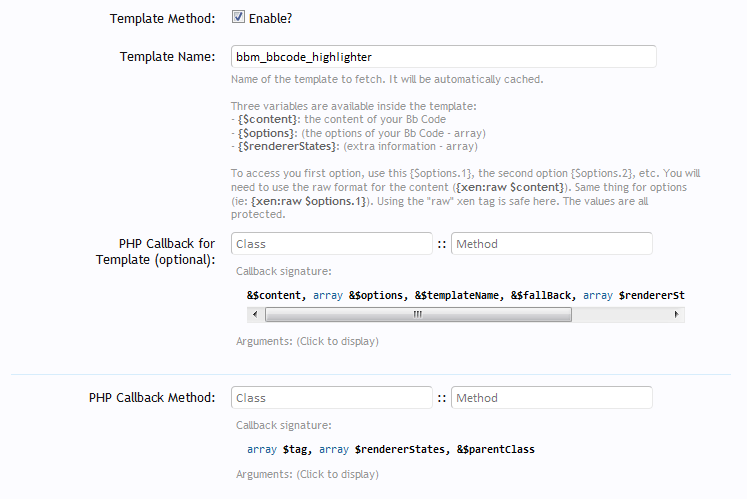 Template Method: Enable?
Template Name: bbm_bbcode_highlighter
Name of the template to fetch. It will be automatically cached.
Three variables are available inside the template:
- {$content}: the content of your Bb Code
- {$options}: (the options of your Bb Code - array)
- {$rendererStates}: (extra information - array)
To access you first option, use this {$options.1}, the second option {$options.2}, etc. You will
need to use the raw format for the content ({xen:raw $content}). Same thing for options
(ie: {xen:raw $options.1}). Using the "raw" xen tag is safe here. The values are all
protected.
PHP Callback for Class :: Method
Template (optional):
Callback signature:
&$content, array &$options, &$templateName, &$fallBack, array $rendererSt
Arguments: (Click to display)
PHP Callback Method: Class :: Method
Callback signature:
array $tag, array $rendererStates, &$parentClass
Arguments: (Click to display)